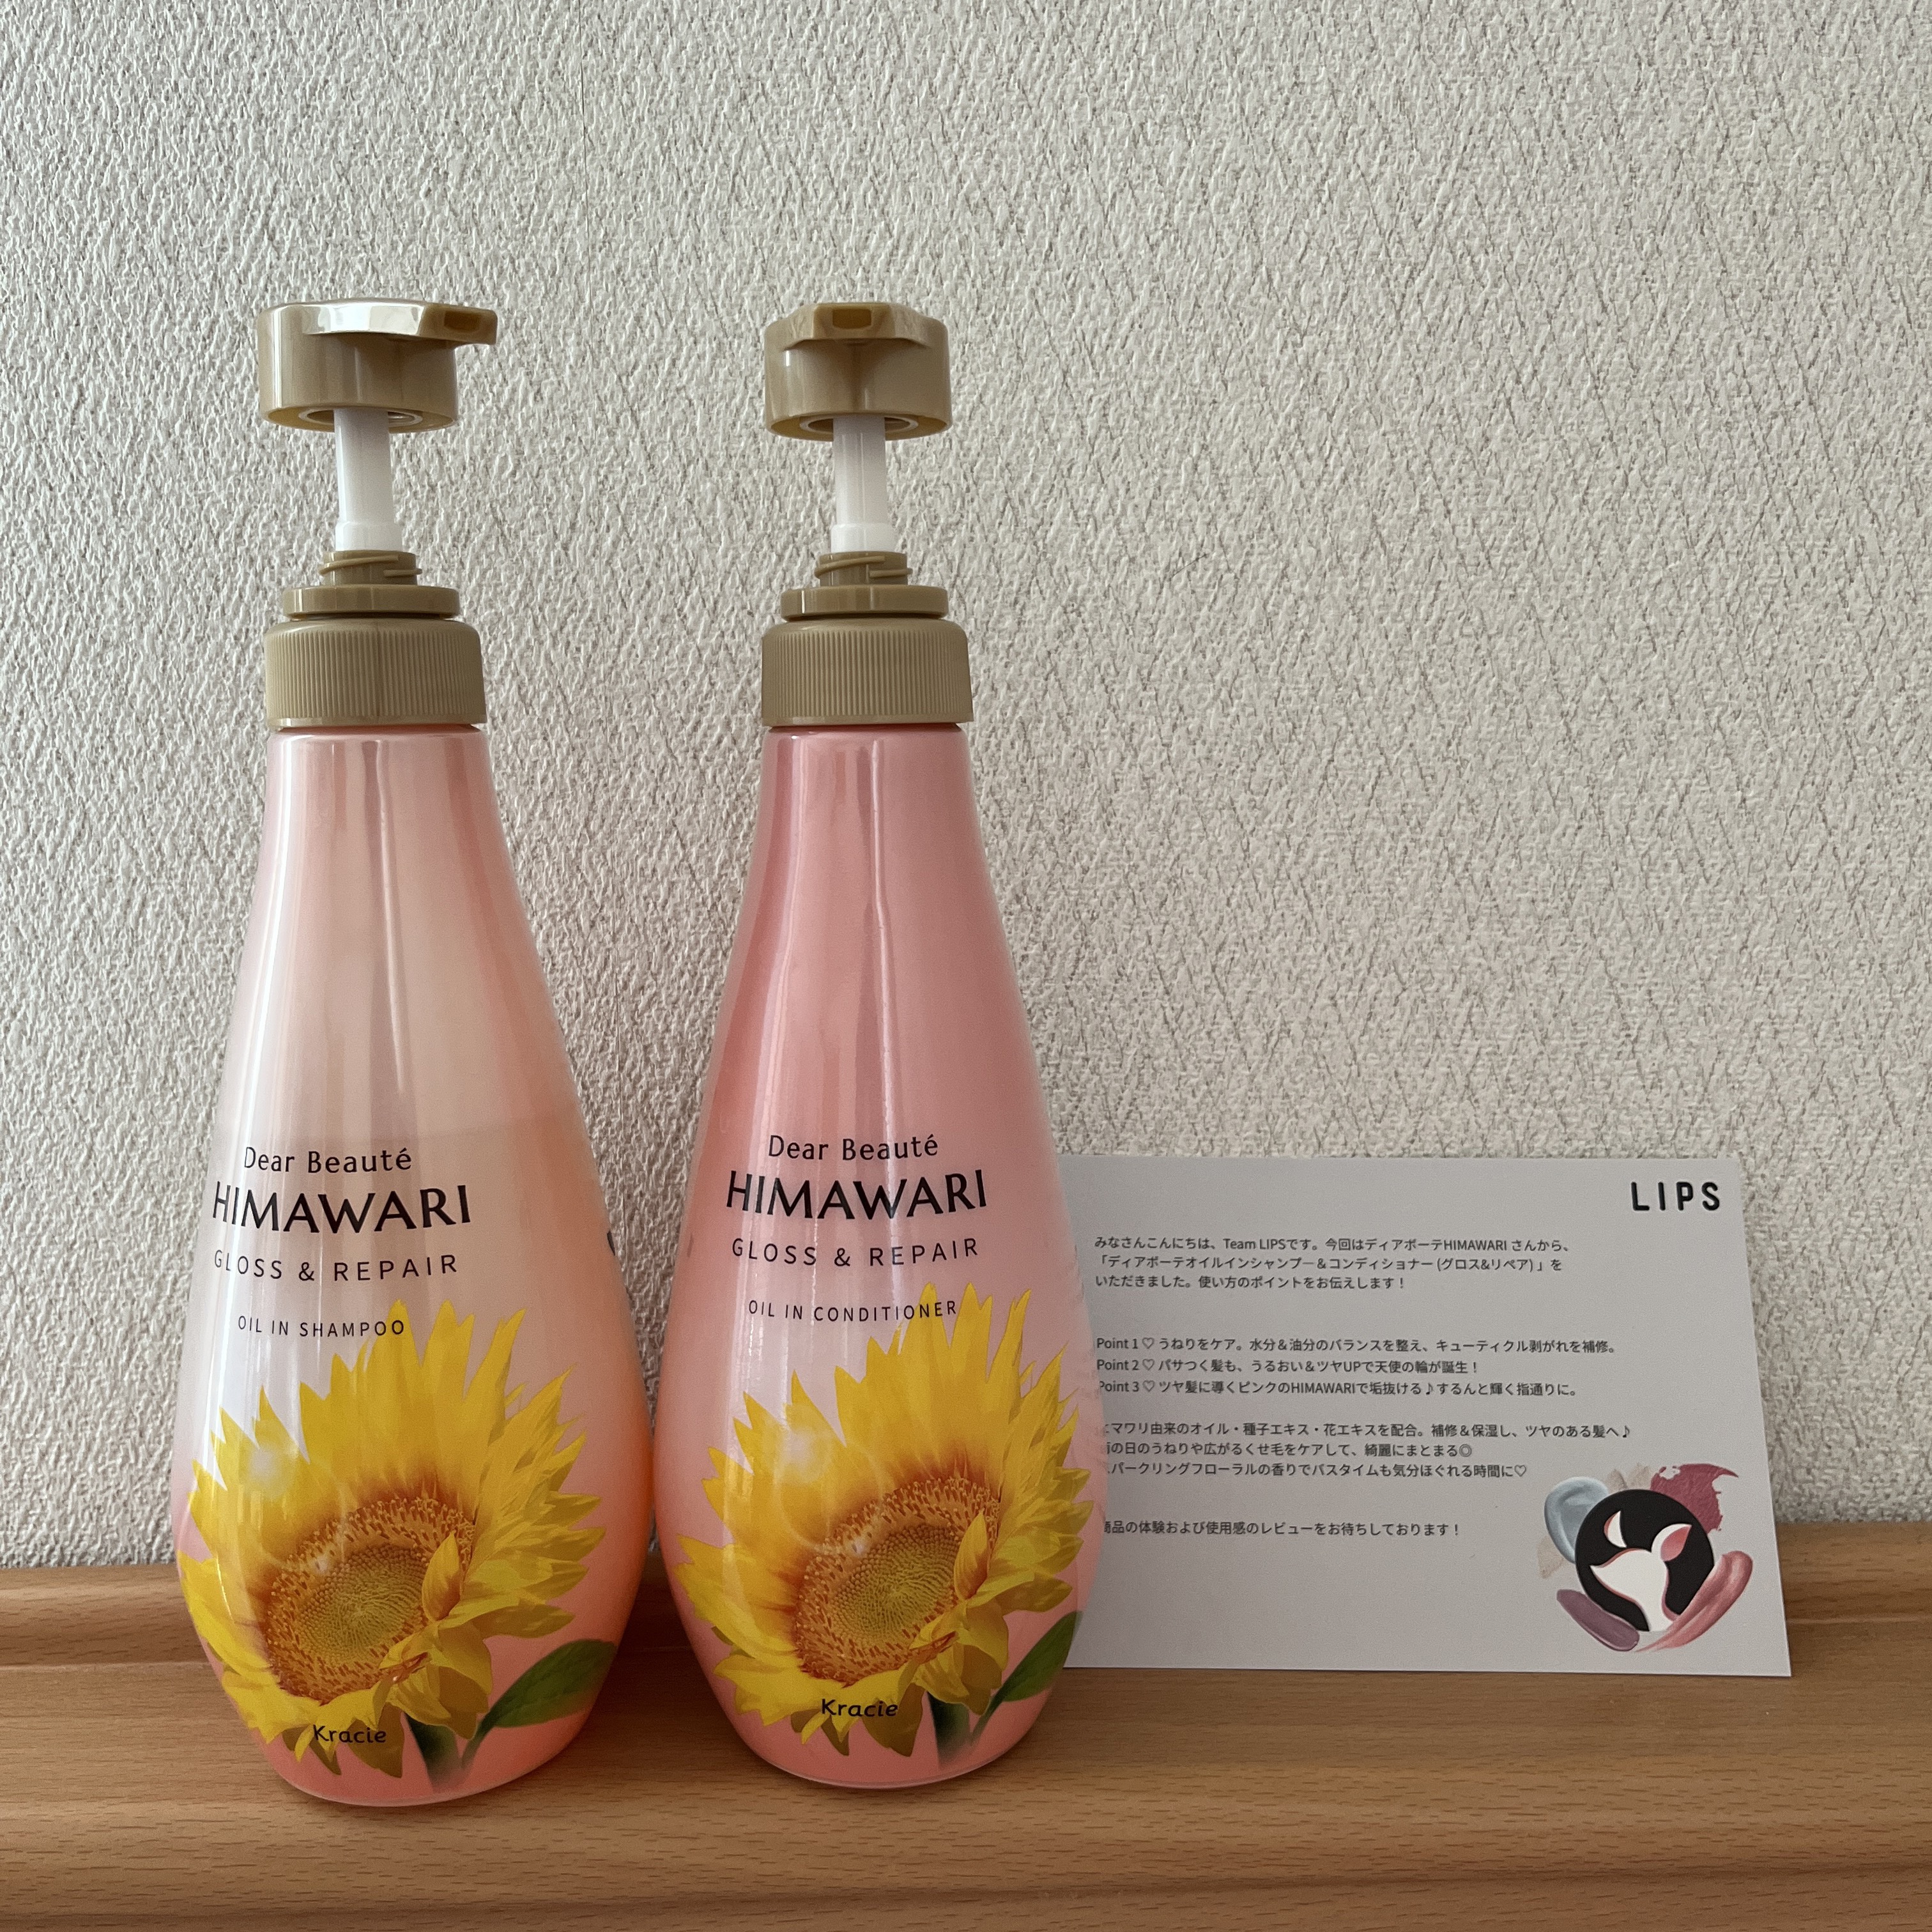 Dear Beauté
HIMAWARI
GLOSS & REPAIR
OIL IN SHAMPOO
Kracie
Dear Beauté
HIMAWARI
GLOSS & REPAIR
OIL IN CONDITIONER
Kracie
LIPS
みなさんこんにちは、Team LIPSです。今回はディアボーテHIMAWARI さんから、
「ディアボーテオイルインシャンプー＆コンディショナー (グロス&リペア) 」を
いただきました。使い方のポイントをお伝えします！
Point 1 ♡ うねりをケア。水分＆油分のバランスを整え、キューティクル剥がれを補修。
Point 2 ♡ パサつく髪も、うるおい＆ツヤUPで天使の輪が誕生！
Point 3 ♡ ツヤ髪に導くピンクのHIMAWARIで垢抜ける♪するんと輝く指通りに。
マワリ由来のオイル・種子エキス・花エキスを配合。補修＆保湿し、ツヤのある髪へ♪
の日のうねりや広がるくせ毛をケアして、綺麗にまとまる◎
パークリングフローラルの香りでバスタイムも気分ほぐれる時間に♡
品の体験および使用感のレビューをお待ちしております！